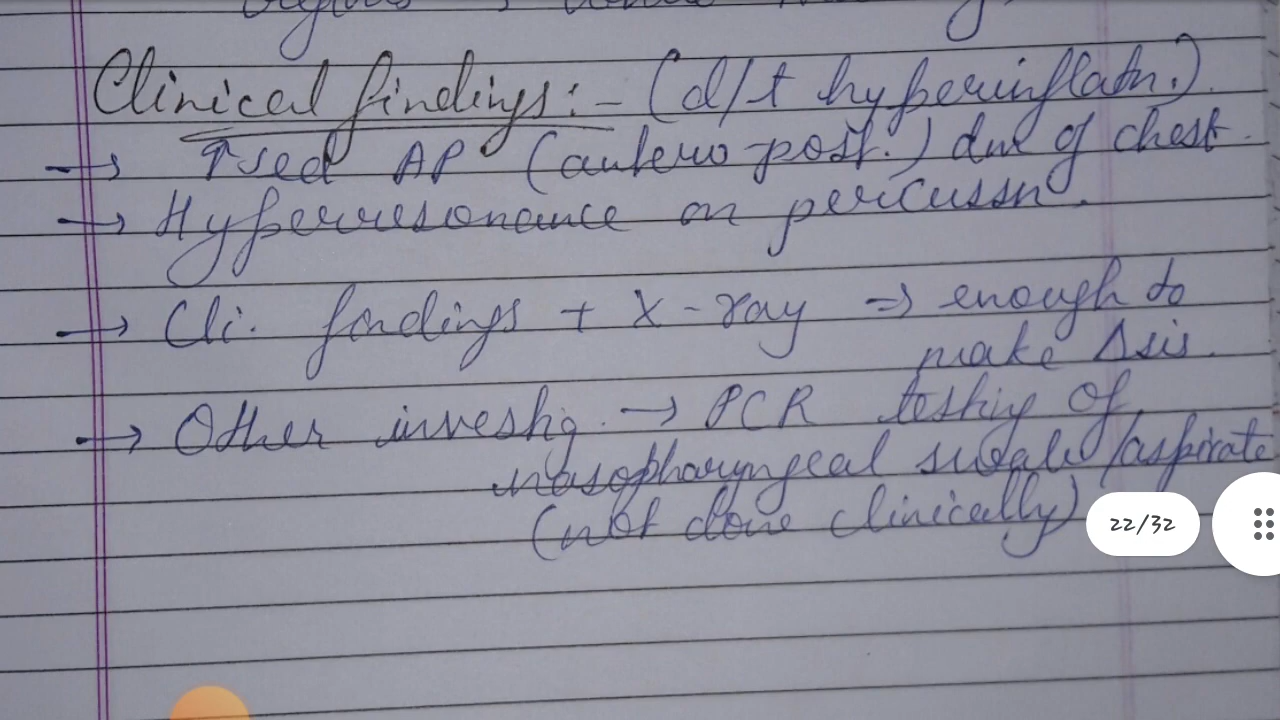 Clinical findings:- (d/t hyperinflatn.)
→ ↑sed AP (antero-post.) dm of chest.
→ Hyperresonance on percussn.
→ Cli. findings + X-ray ⇒ enough to
make Δsis.
→ Other investig. → PCR testing of
nasopharyngeal swab/aspirate
(not done clinically)
22/32